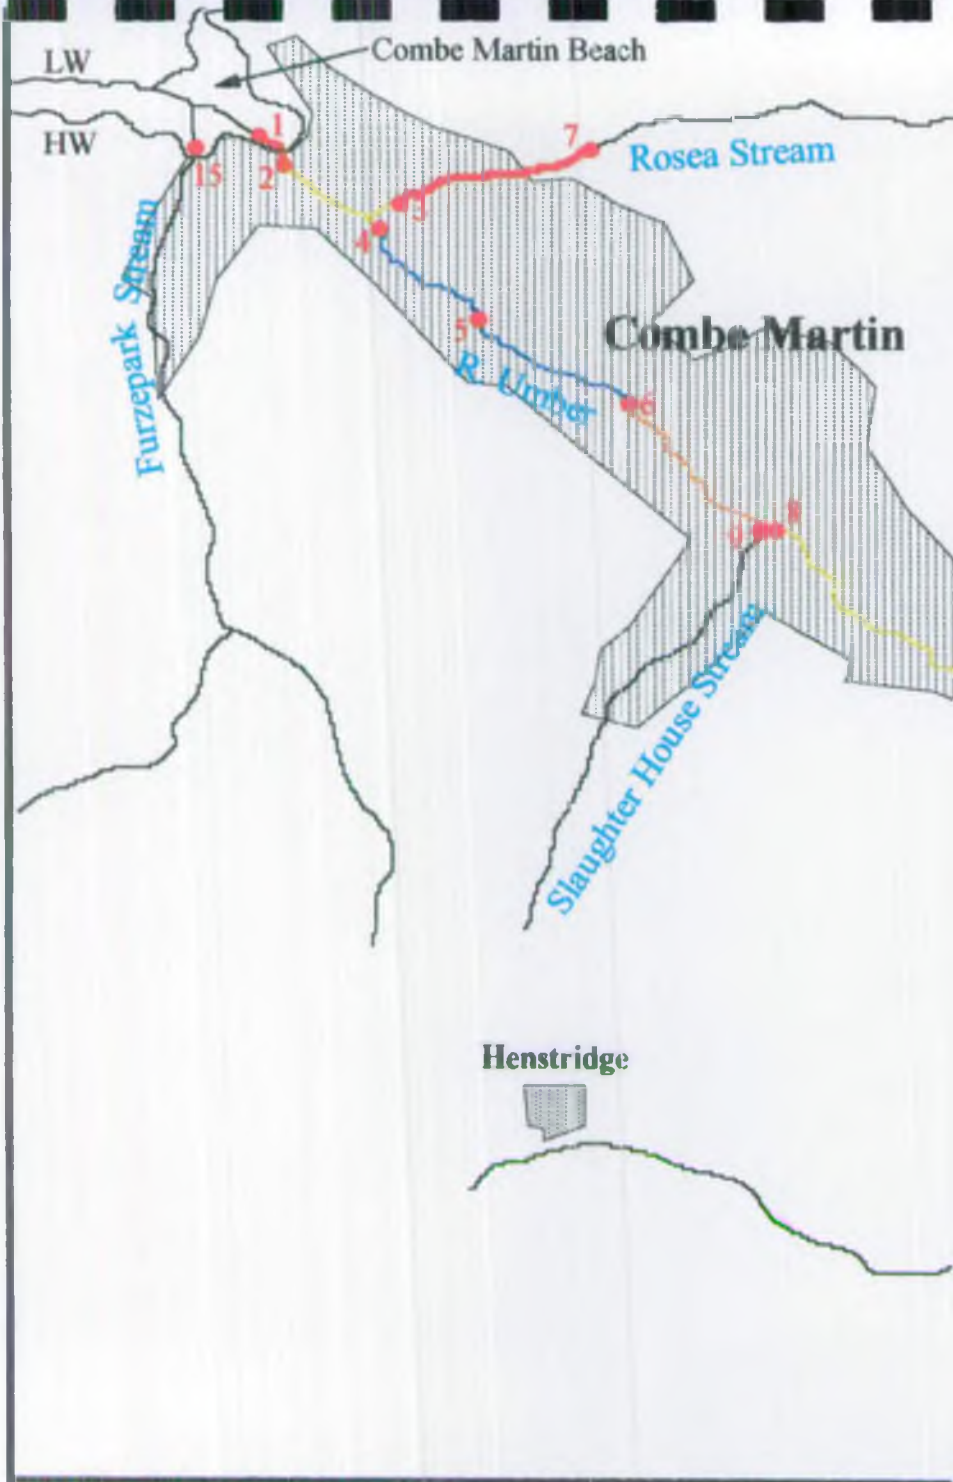 LW
Combe Martin Beach
HW
1
7
Rosea Stream
15
2
3
4
Furzepark Stream
5
Combe Martin
R. Umber
6
8
9
Slaughter House Stream
Henstridge